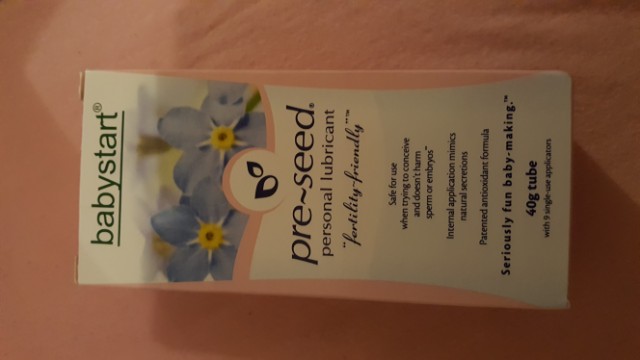 babystart®
pre~seed®
personal lubricant
"fertility-friendly"™
Safe for use
when trying to conceive
and doesn't harm
sperm or embryos™
Internal application mimics
natural secretions
Patented antioxidant formula
Seriously fun baby-making.™
40g tube
with 9 single-use applicators